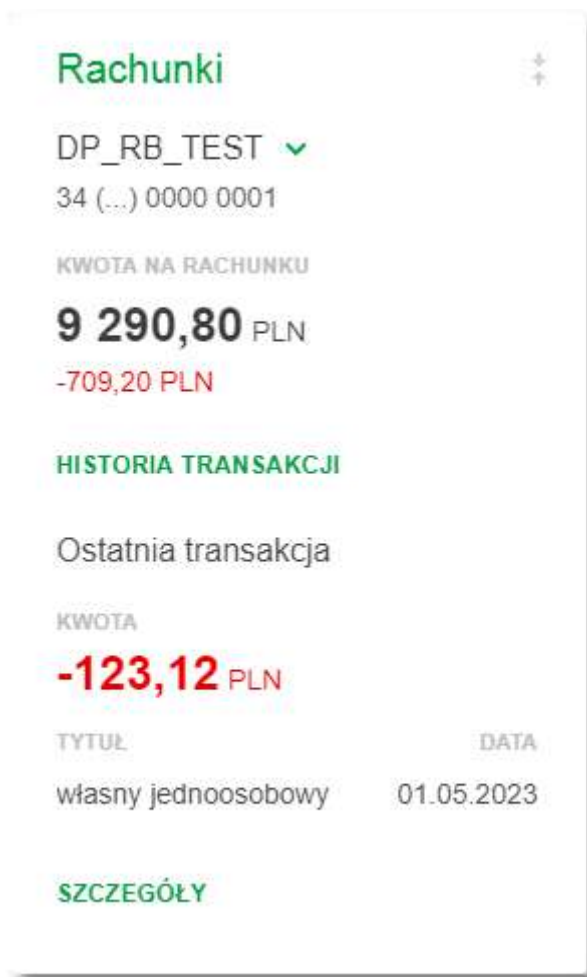 Rachunki
DP_RB_TEST
34 (...) 0000 0001
KWOTA NA RACHUNKU
9 290,80 PLN
-709,20 PLN
HISTORIA TRANSAKCJI
Ostatnia transakcja
KWOTA
-123,12 PLN
TYTUŁ DATA
własny jednoosobowy 01.05.2023
SZCZEGÓŁY